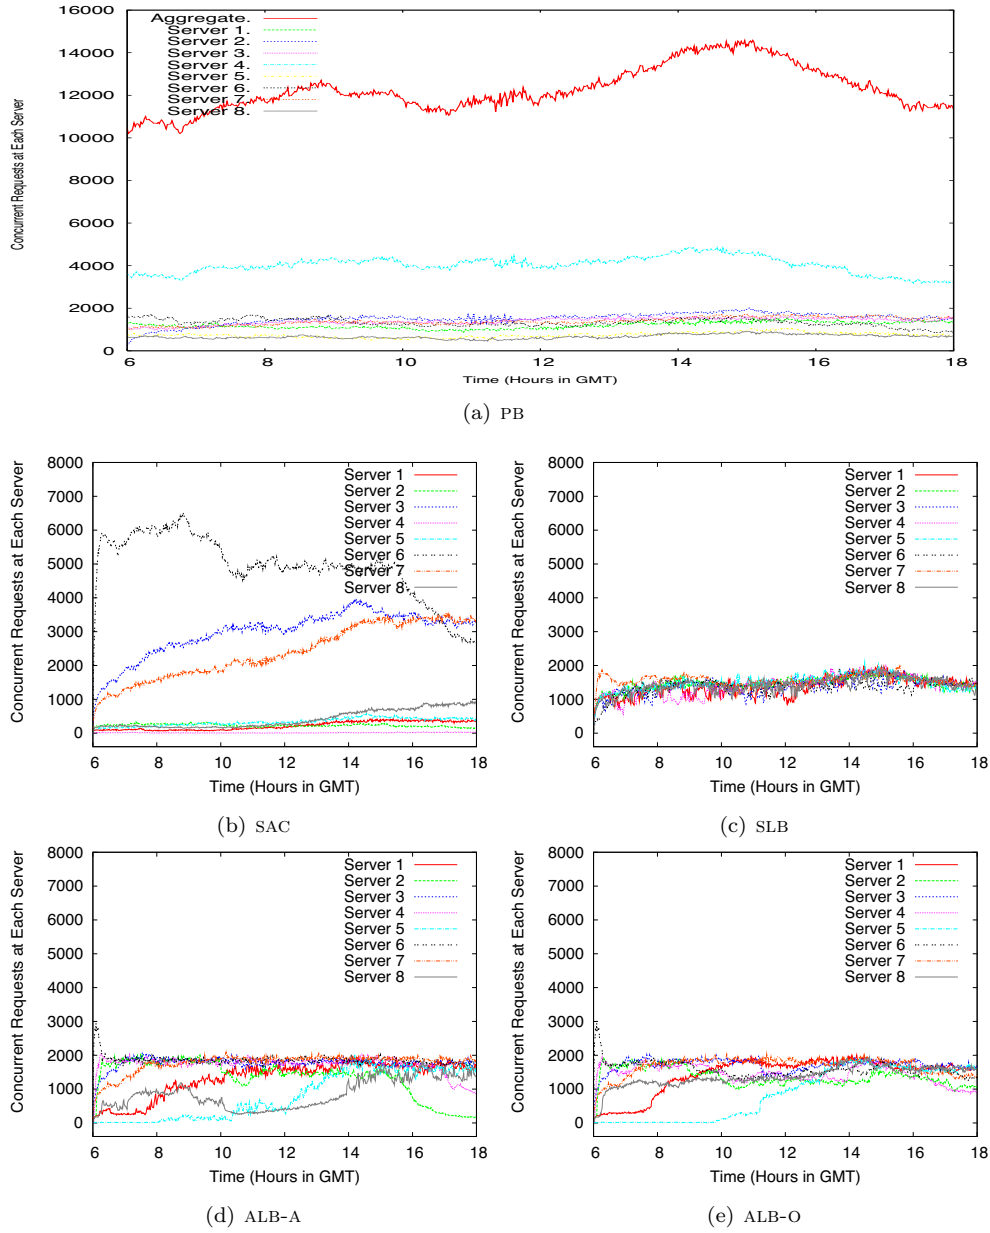 Concurrent Requests at Each Server
16000
14000
12000
10000
8000
6000
4000
2000
0
Aggregate.
Server 1.
Server 2.
Server 3.
Server 4.
Server 5.
Server 6.
Server 7.
Server 8.
6 8 10 12 14 16 18
Time (Hours in GMT)
(a) PB
Concurrent Requests at Each Server
8000
7000
6000
5000
4000
3000
2000
1000
0
Server 1
Server 2
Server 3
Server 4
Server 5
Server 6
Server 7
Server 8
6 8 10 12 14 16 18
Time (Hours in GMT)
(b) SAC
Concurrent Requests at Each Server
8000
7000
6000
5000
4000
3000
2000
1000
0
Server 1
Server 2
Server 3
Server 4
Server 5
Server 6
Server 7
Server 8
6 8 10 12 14 16 18
Time (Hours in GMT)
(c) SLB
Concurrent Requests at Each Server
8000
7000
6000
5000
4000
3000
2000
1000
0
Server 1
Server 2
Server 3
Server 4
Server 5
Server 6
Server 7
Server 8
6 8 10 12 14 16 18
Time (Hours in GMT)
(d) ALB-A
Concurrent Requests at Each Server
8000
7000
6000
5000
4000
3000
2000
1000
0
Server 1
Server 2
Server 3
Server 4
Server 5
Server 6
Server 7
Server 8
6 8 10 12 14 16 18
Time (Hours in GMT)
(e) ALB-O